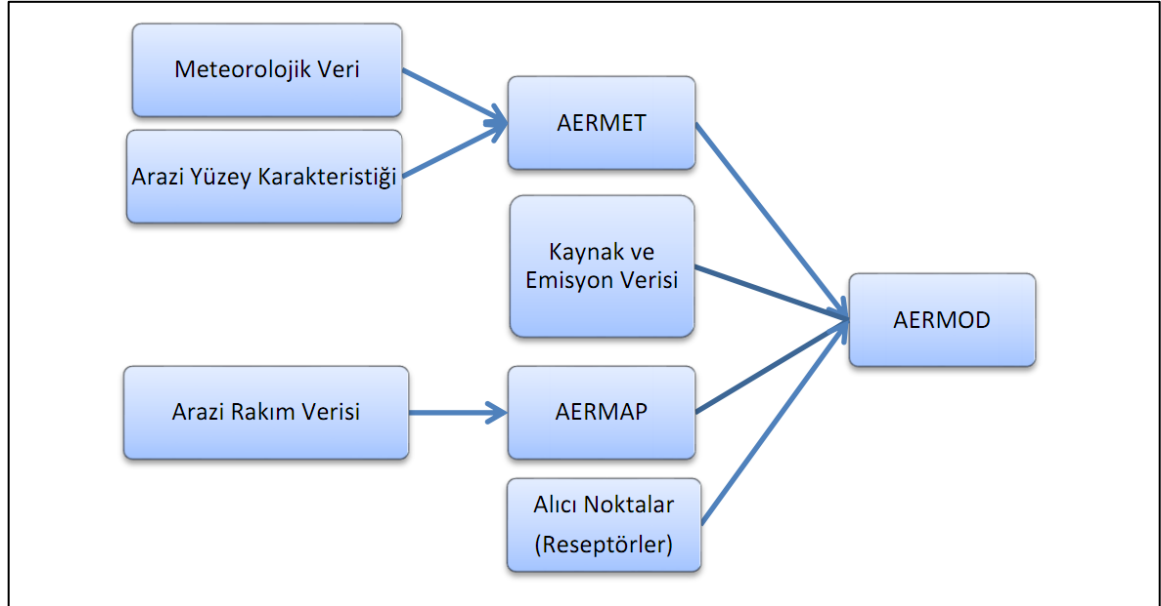 Meteorolojik Veri
Arazi Yüzey Karakteristiği
AERMET
Kaynak ve
Emisyon Verisi
AERMOD
Arazi Rakım Verisi
AERMAP
Alıcı Noktalar
(Reseptörler)